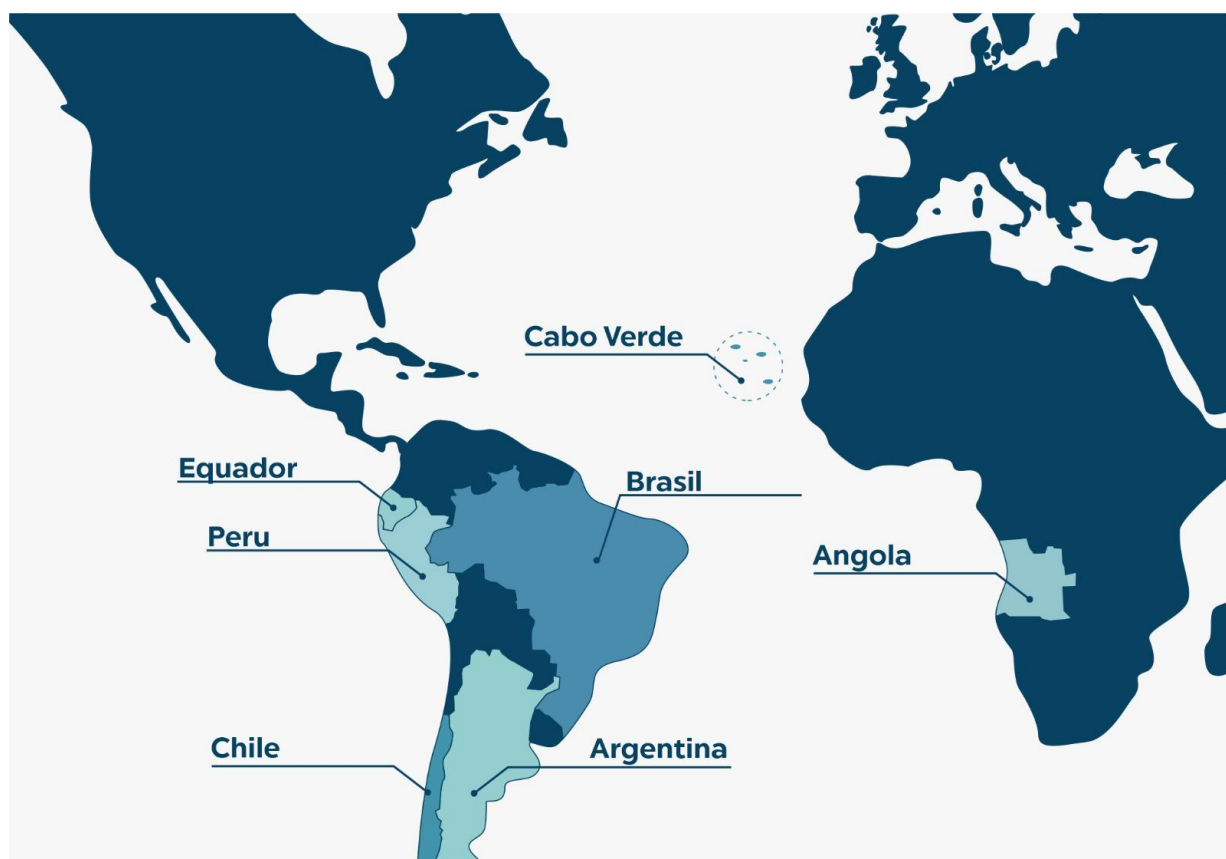 Cabo Verde
Equador
Brasil
Peru
Angola
Chile
Argentina